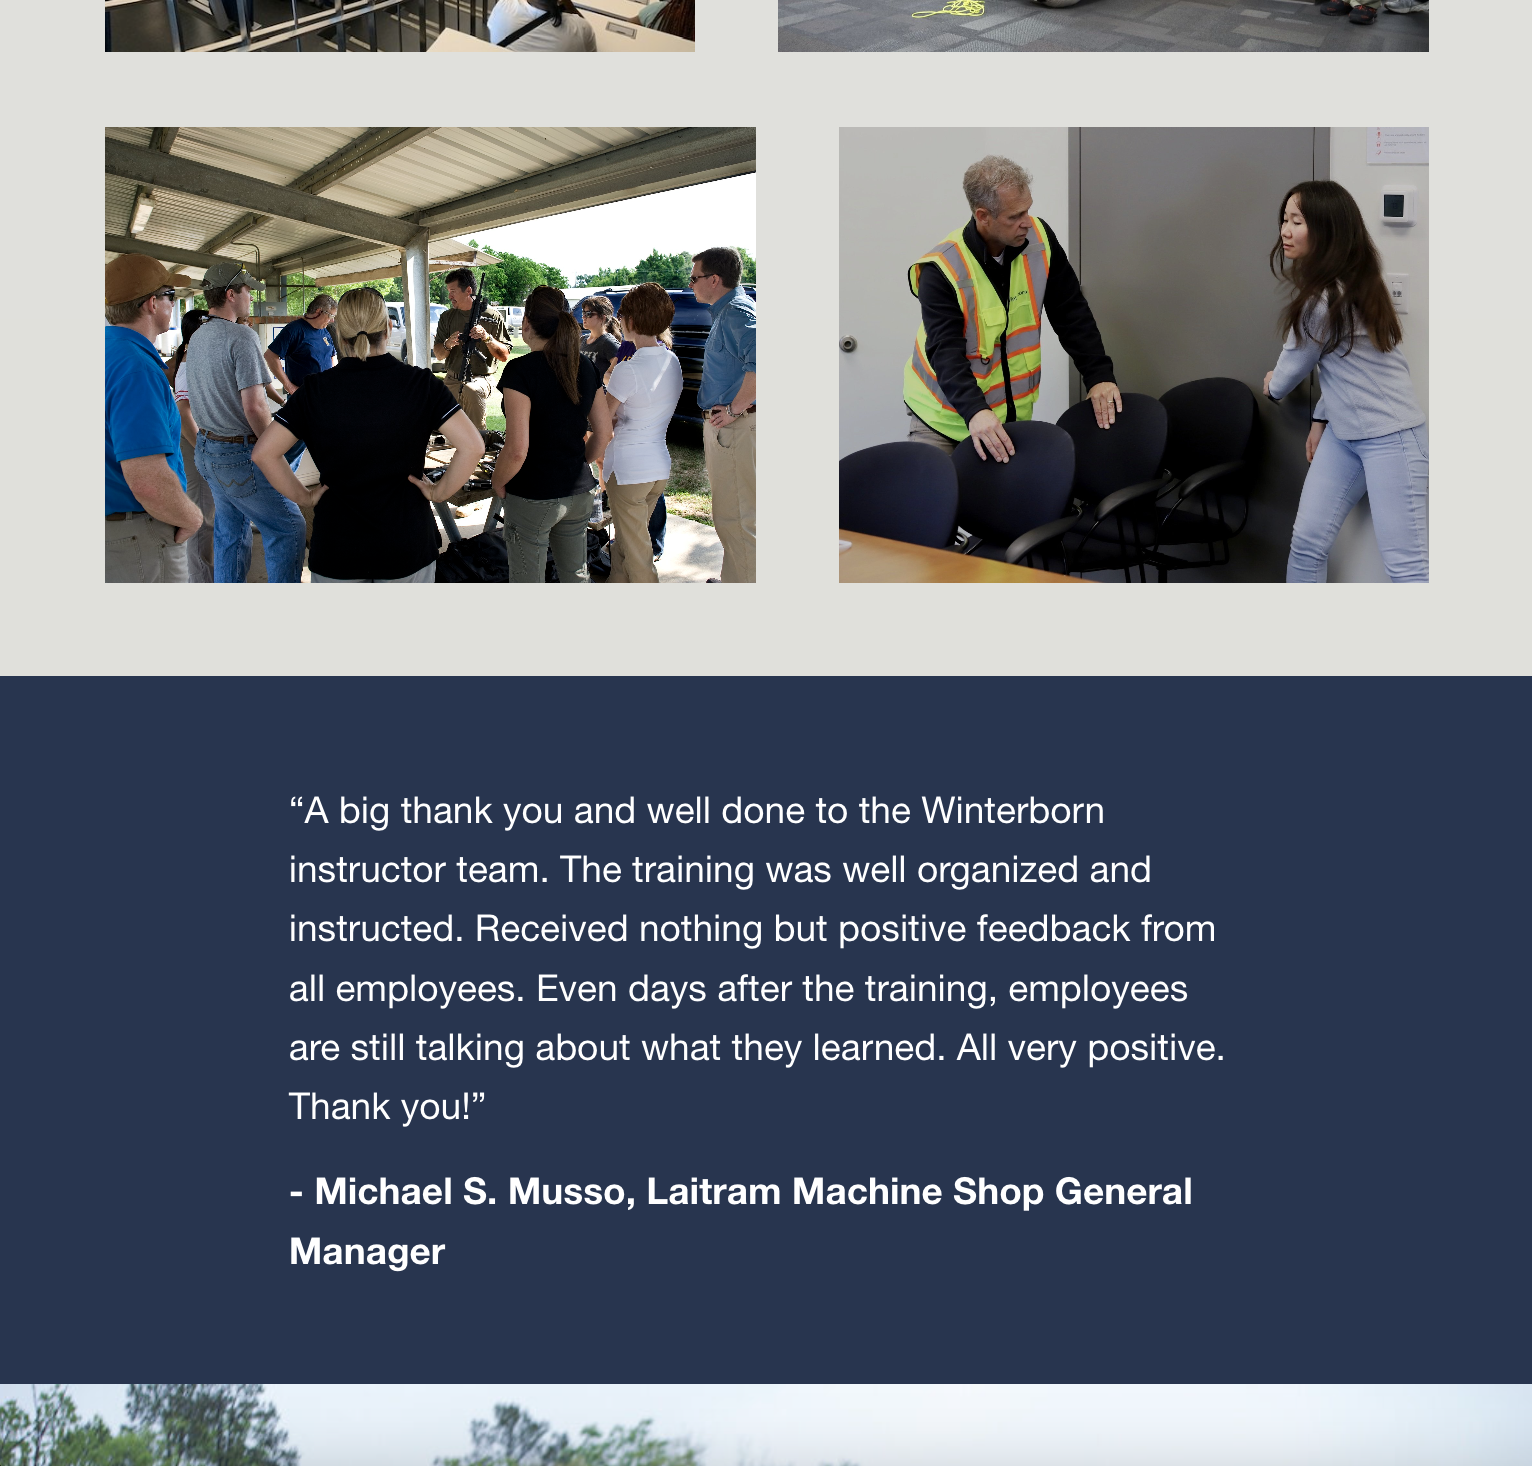 “A big thank you and well done to the Winterborn
instructor team. The training was well organized and
instructed. Received nothing but positive feedback from
all employees. Even days after the training, employees
are still talking about what they learned. All very positive.
Thank you!”
- Michael S. Musso, Laitram Machine Shop General
Manager